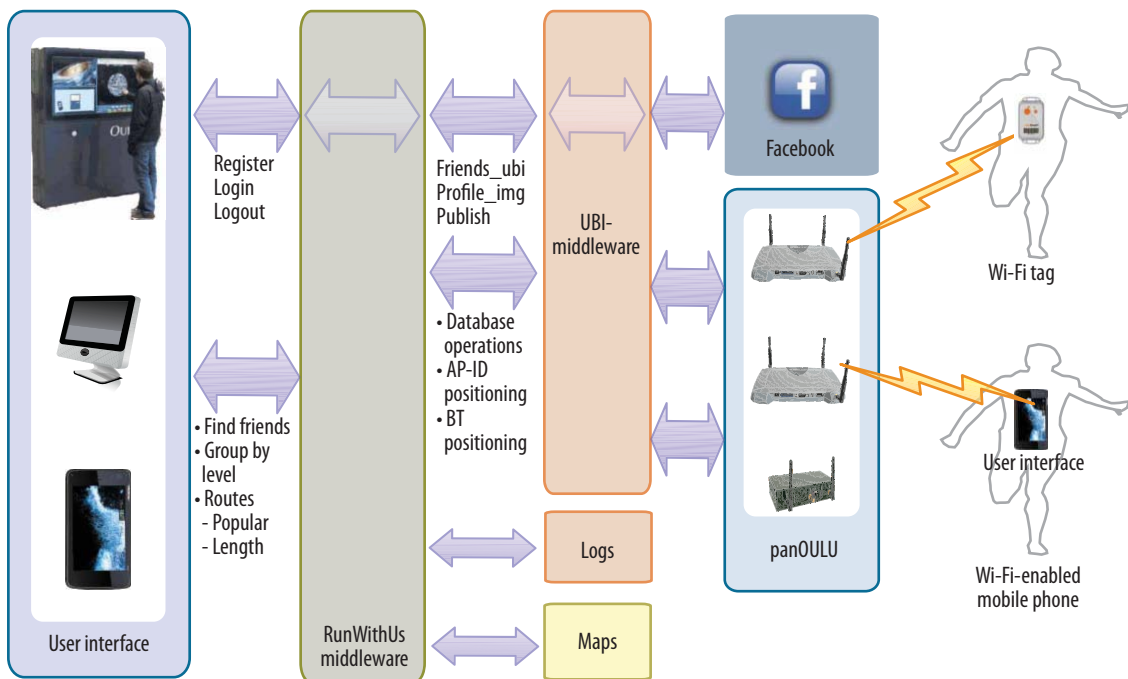 Out
Register
Login
Logout
• Find friends
• Group by
level
• Routes
- Popular
- Length
User interface
RunWithUs
middleware
Friends_ubi
Profile_img
Publish
• Database
operations
• AP-ID
positioning
• BT
positioning
UBI-
middleware
Logs
Maps
f
Facebook
panOULU
Wi-Fi tag
User interface
Wi-Fi-enabled
mobile phone